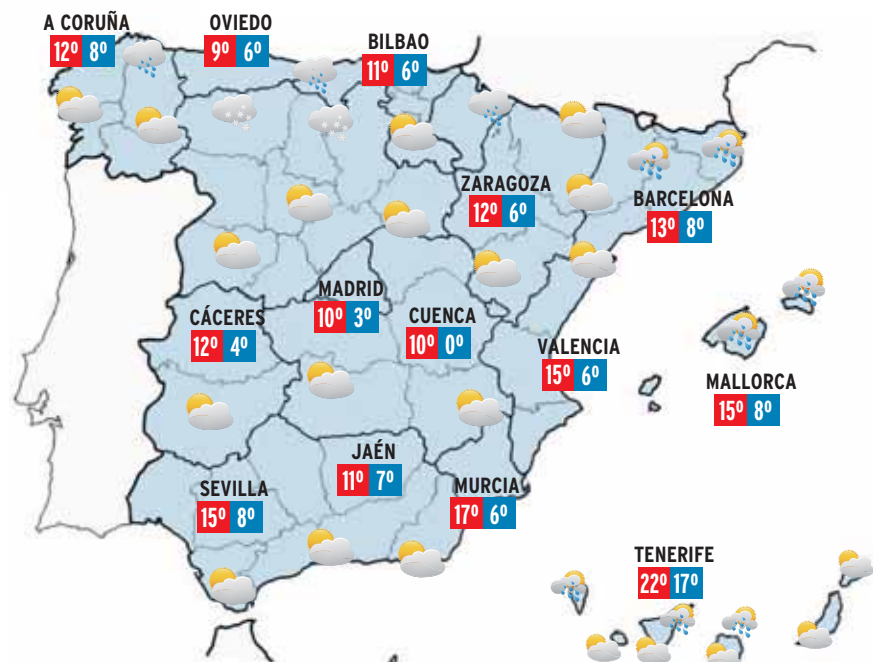 A CORUÑA
12º 8º
OVIEDO
9º 6º
BILBAO
11º 6º
ZARAGOZA
12º 6º
BARCELONA
13º 8º
MADRID
10º 3º
CÁCERES
12º 4º
CUENCA
10º 0º
VALENCIA
15º 6º
MALLORCA
15º 8º
JAÉN
11º 7º
SEVILLA
15º 8º
MURCIA
17º 6º
TENERIFE
22º 17º